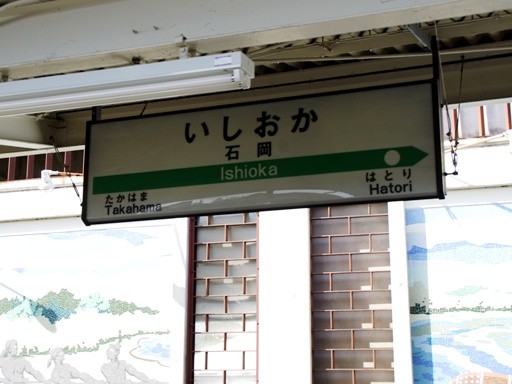 いしおか
石岡
Ishioka
たかはま
Takahama
はとり
Hatori